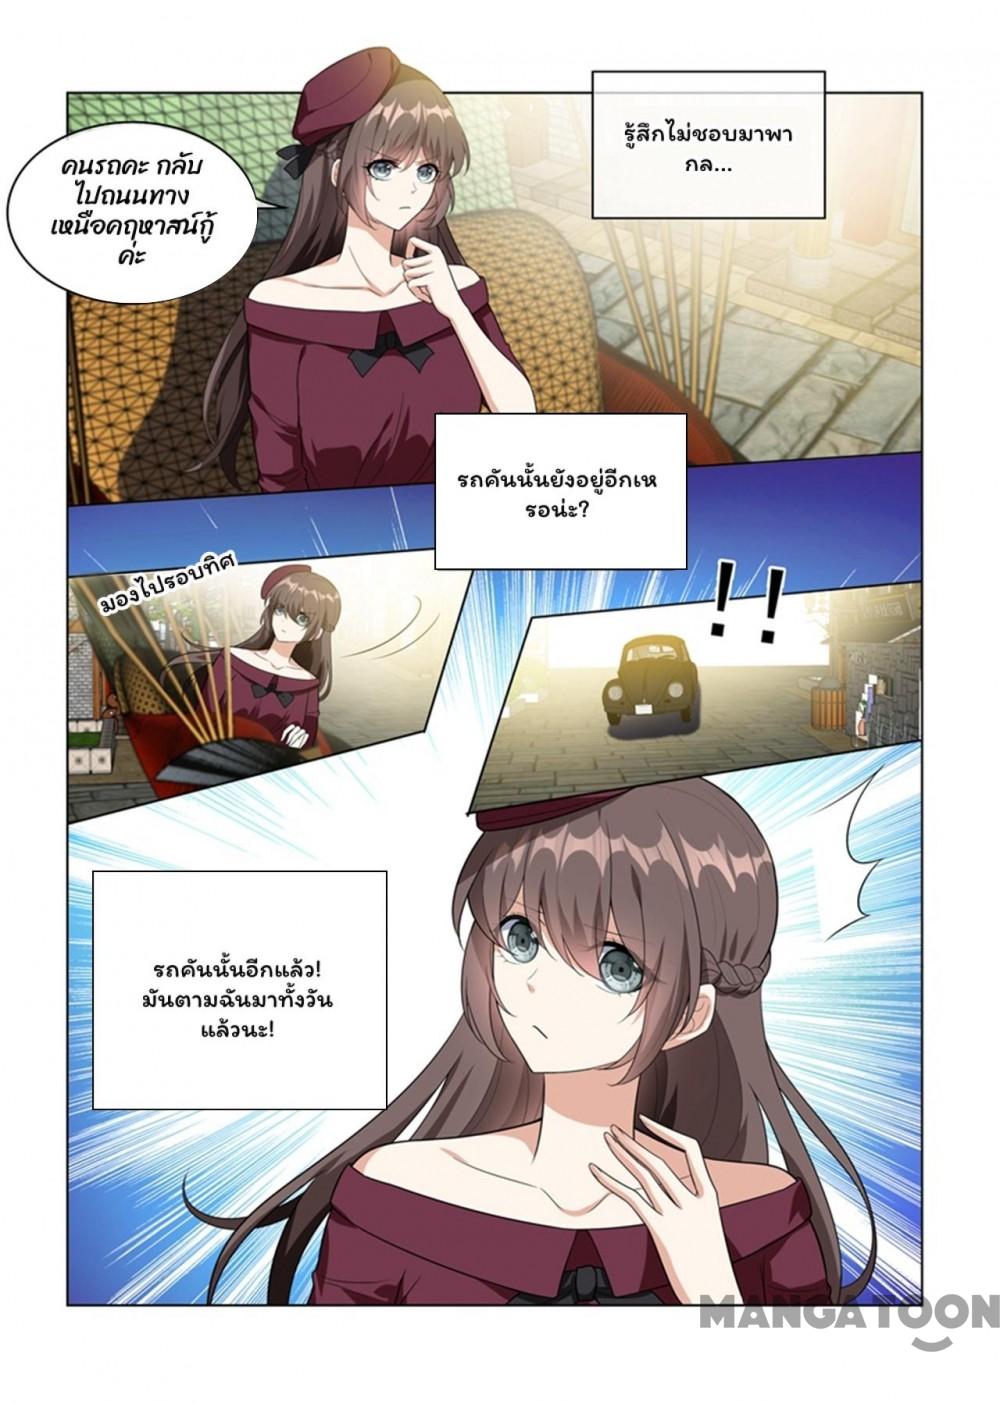 คนรถคะ กลับ
ไปถนนทาง
เหนือคฤหาสน์กู้
ค่ะ
รู้สึกไม่ชอบมาพา
กล...
รถคันนั้นยังอยู่อีกเห
รอน่ะ?
มองไปรอบทิศ
!!
รถคันนั้นอีกแล้ว!
มันตามฉันมาทั้งวัน
แล้วนะ!
MANGATOON